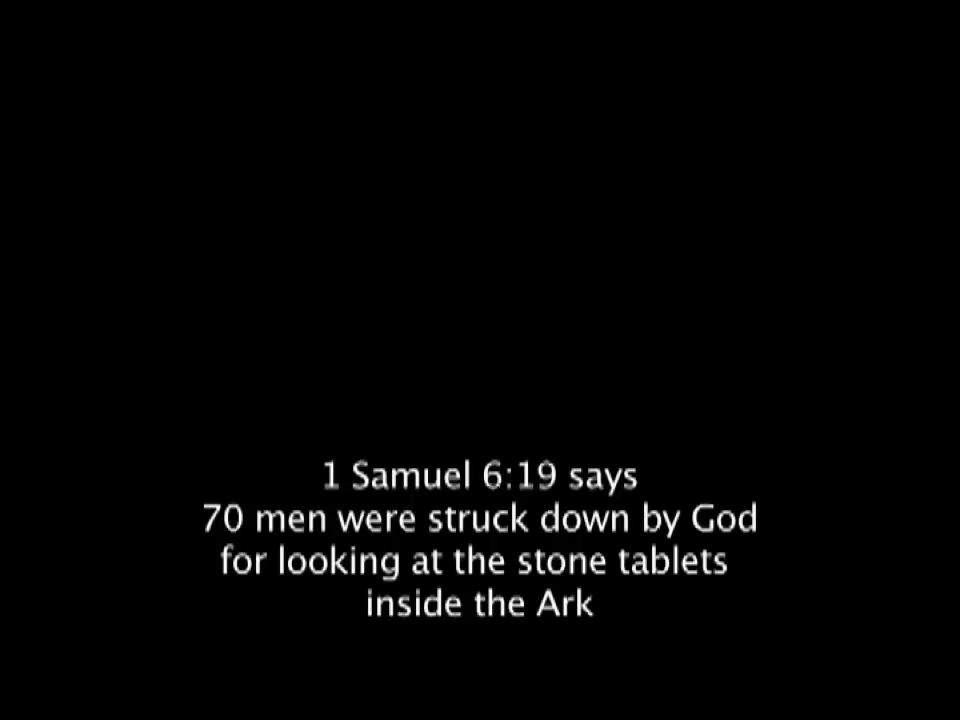 1 Samuel 6:19 says
70 men were struck down by God
for looking at the stone tablets
inside the Ark